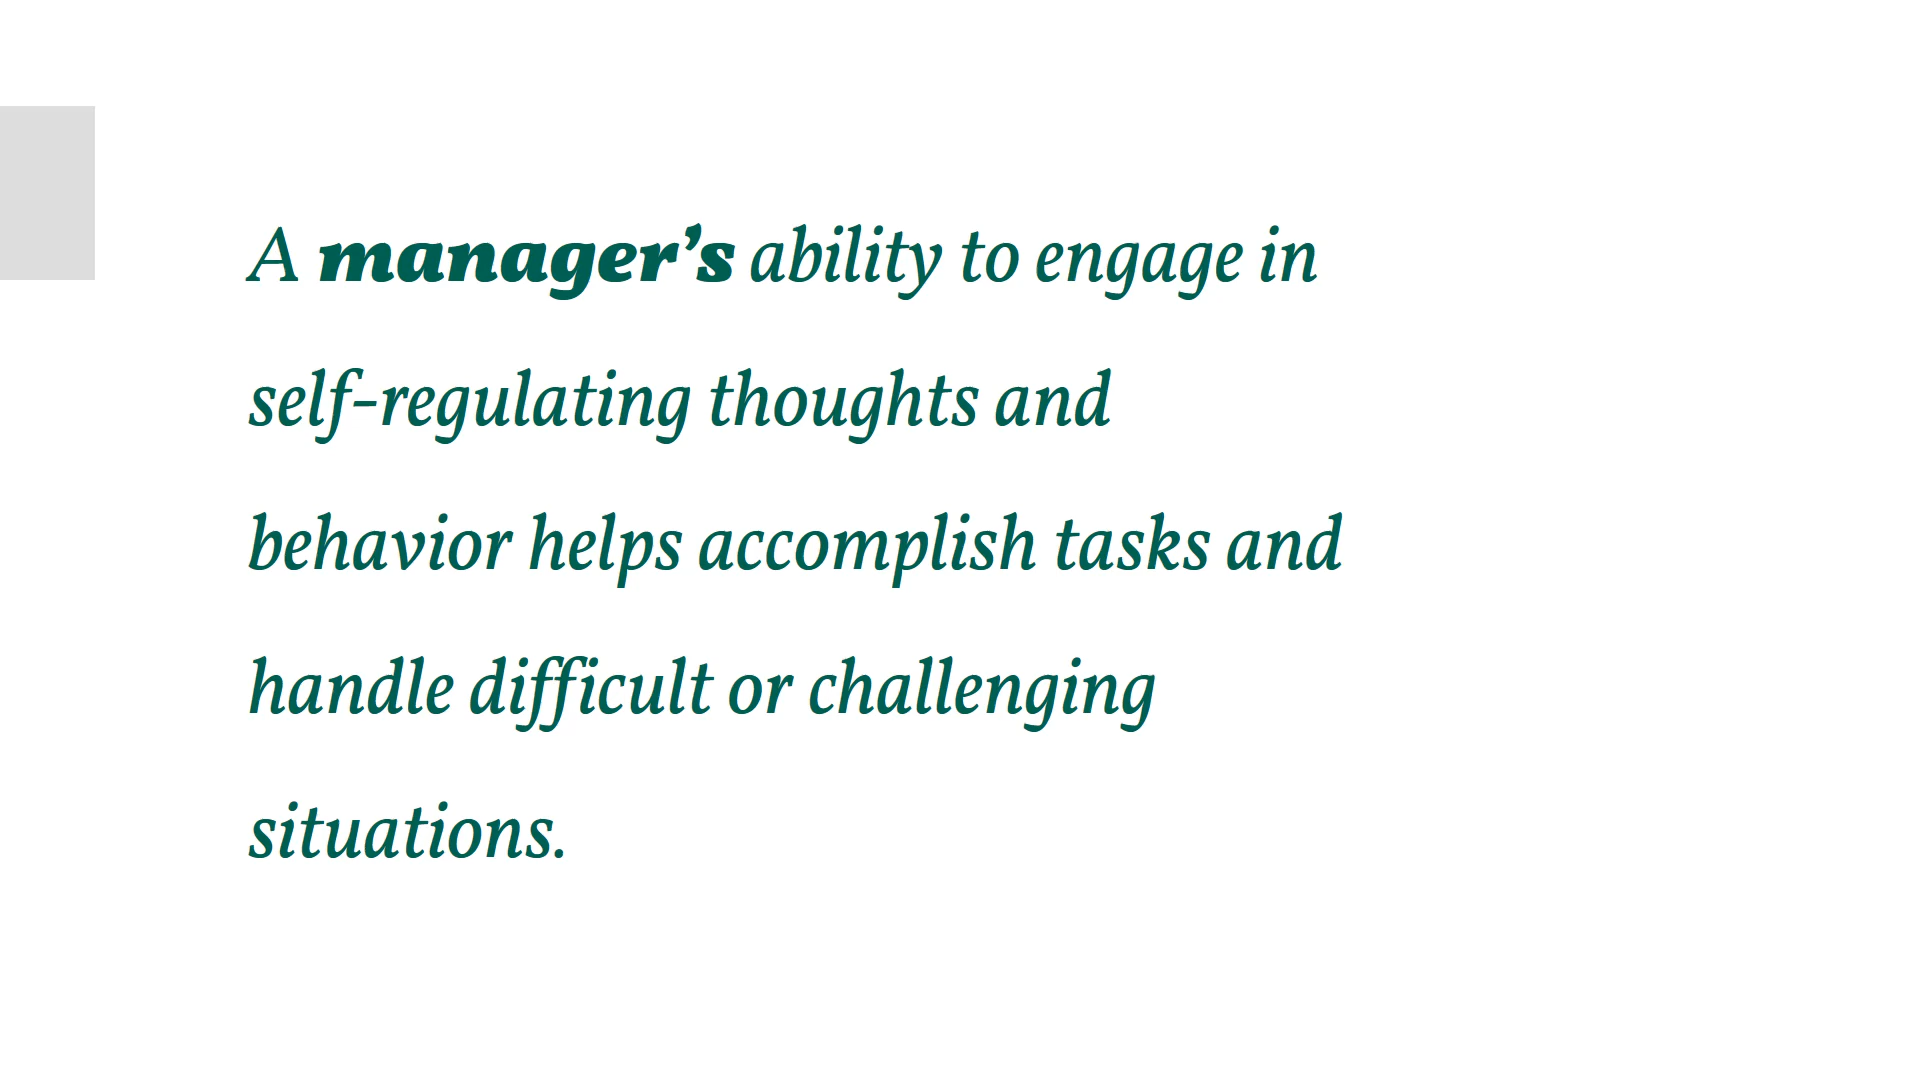 A manager’s ability to engage in
self-regulating thoughts and
behavior helps accomplish tasks and
handle difficult or challenging
situations.